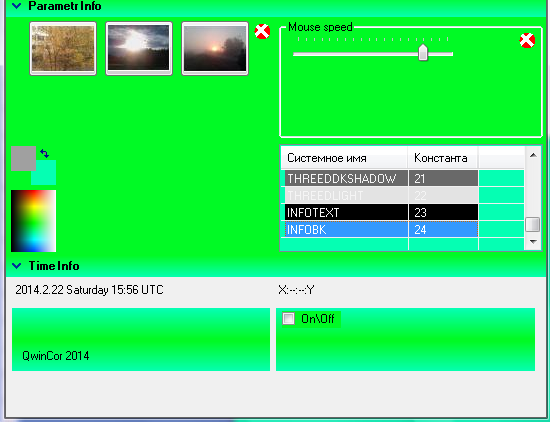 Parametr Info
Mouse speed
Системное имя Константа
THREEDDKSHADOW 21
THREEDLIGHT 22
INFOTEXT 23
INFOBK 24
Time Info
2014.2.22 Saturday 15:56 UTC X:--:--:Y
On\Off
QwinCor 2014